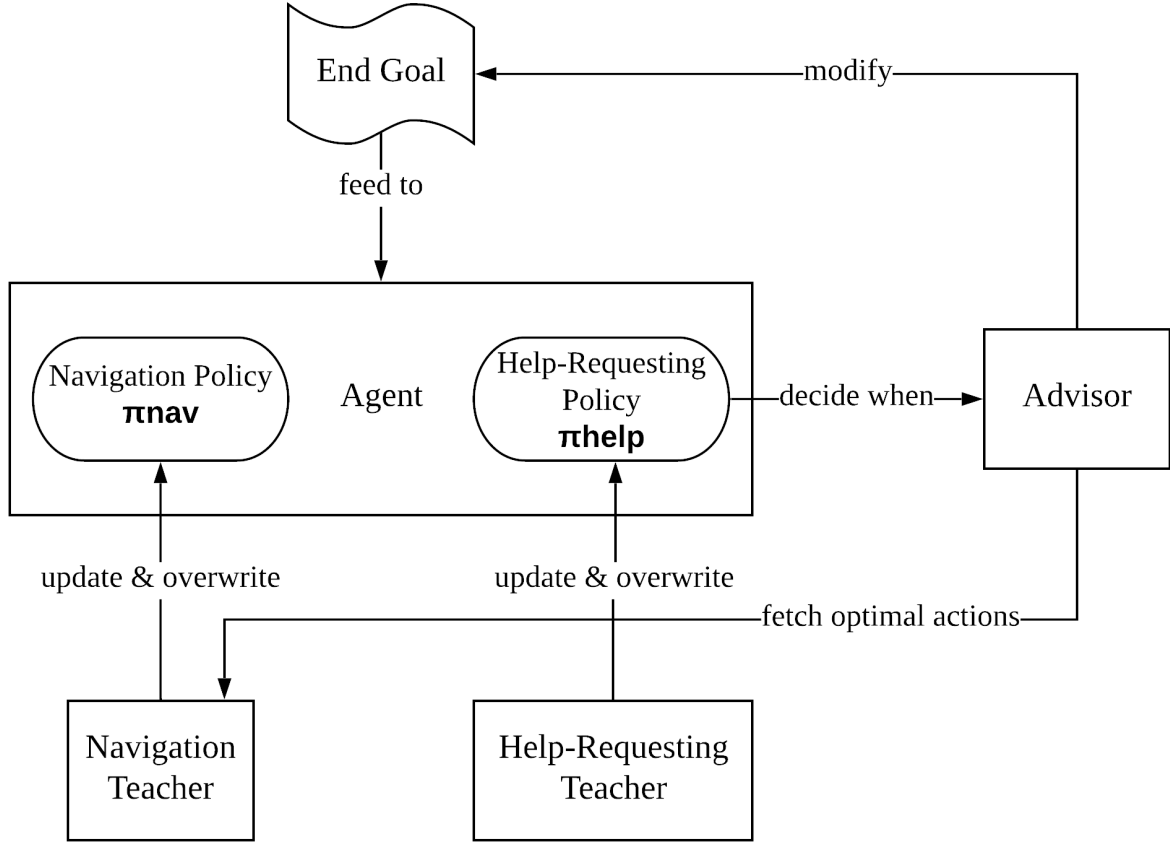 End Goal
modify
feed to
Navigation Policy
πnav
Agent
Help-Requesting
Policy
πhelp
decide when
Advisor
update & overwrite
update & overwrite
fetch optimal actions
Navigation
Teacher
Help-Requesting
Teacher